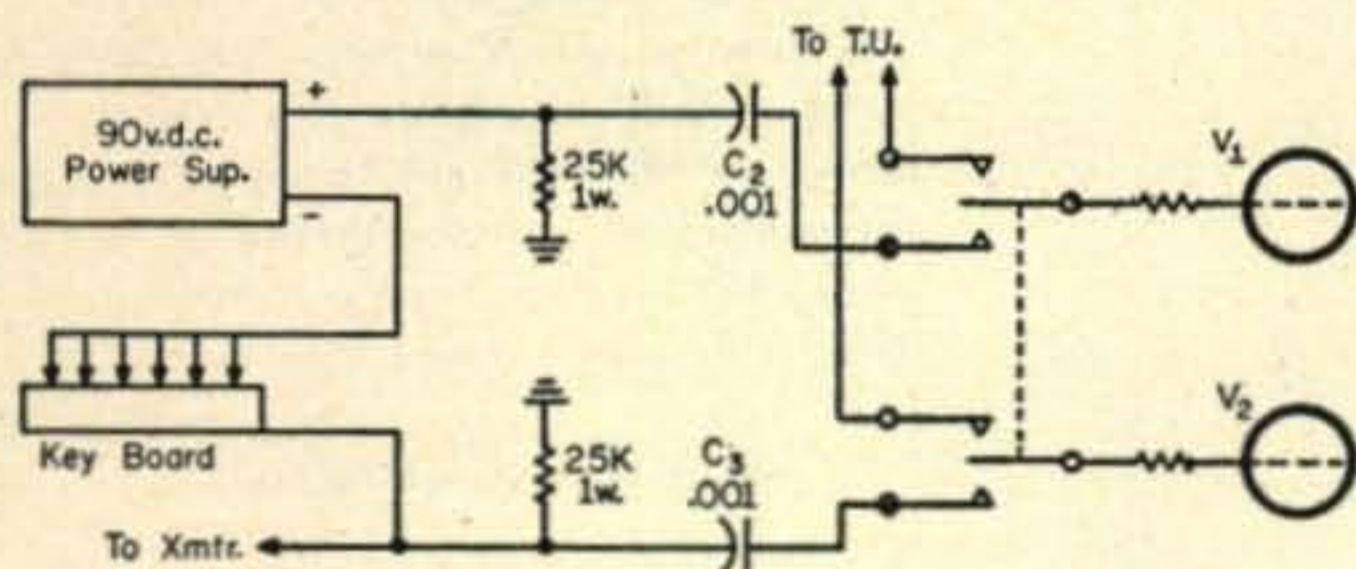 To T.U.
+
90v.d.c.
Power Sup.
-
25K
1w.
C2
.001
V1
Key Board
25K
1w.
C3
.001
V2
To Xmtr.